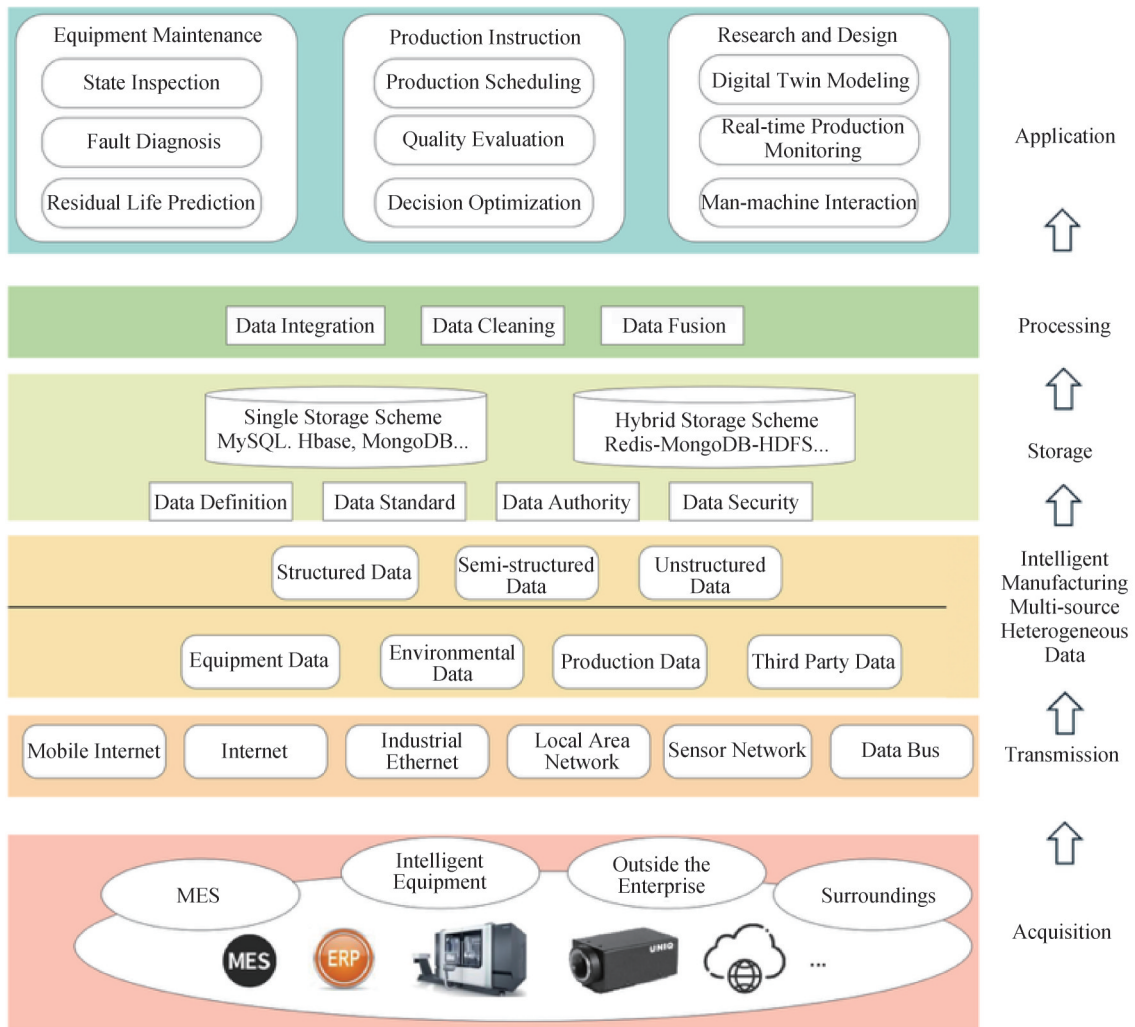 Equipment Maintenance
State Inspection
Fault Diagnosis
Residual Life Prediction
Production Instruction
Production Scheduling
Quality Evaluation
Decision Optimization
Research and Design
Digital Twin Modeling
Real-time Production
Monitoring
Man-machine Interaction
Application
Data Integration
Data Cleaning
Data Fusion
Processing
Single Storage Scheme
MySQL. Hbase, MongoDB...
Hybrid Storage Scheme
Redis-MongoDB-HDFS...
Data Definition
Data Standard
Data Authority
Data Security
Storage
Structured Data
Semi-structured
Data
Unstructured
Data
Equipment Data
Environmental
Data
Production Data
Third Party Data
Intelligent
Manufacturing
Multi-source
Heterogeneous
Data
Mobile Internet
Internet
Industrial
Ethernet
Local Area
Network
Sensor Network
Data Bus
Transmission
MES
Intelligent
Equipment
Outside the
Enterprise
Surroundings
MES
ERP
UNIQ
...
Acquisition